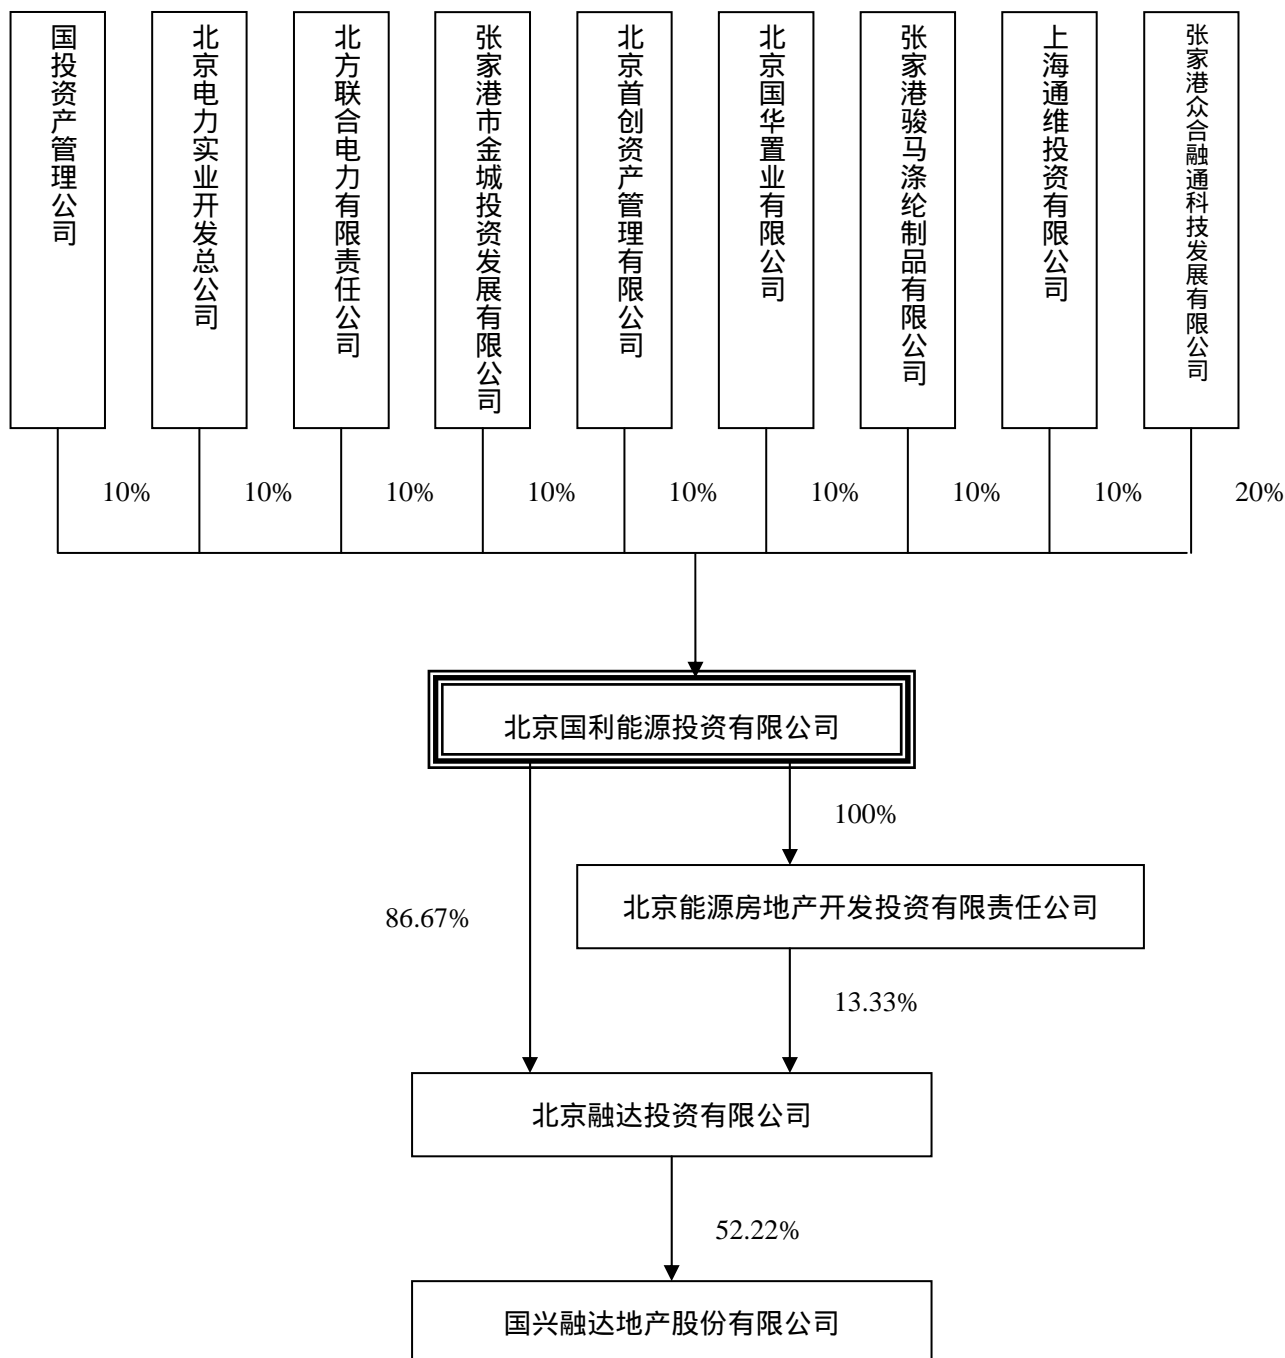 国投资产管理公司
北京电力实业开发总公司
北方联合电力有限责任公司
张家港市金城投资发展有限公司
北京首创资产管理有限公司
北京国华置业有限公司
张家港骏马涤纶制品有限公司
上海通维投资有限公司
张家港众合融通科技发展有限公司
10%
10%
10%
10%
10%
10%
10%
10%
20%
北京国利能源投资有限公司
100%
北京能源房地产开发投资有限责任公司
86.67%
13.33%
北京融达投资有限公司
52.22%
国兴融达地产股份有限公司